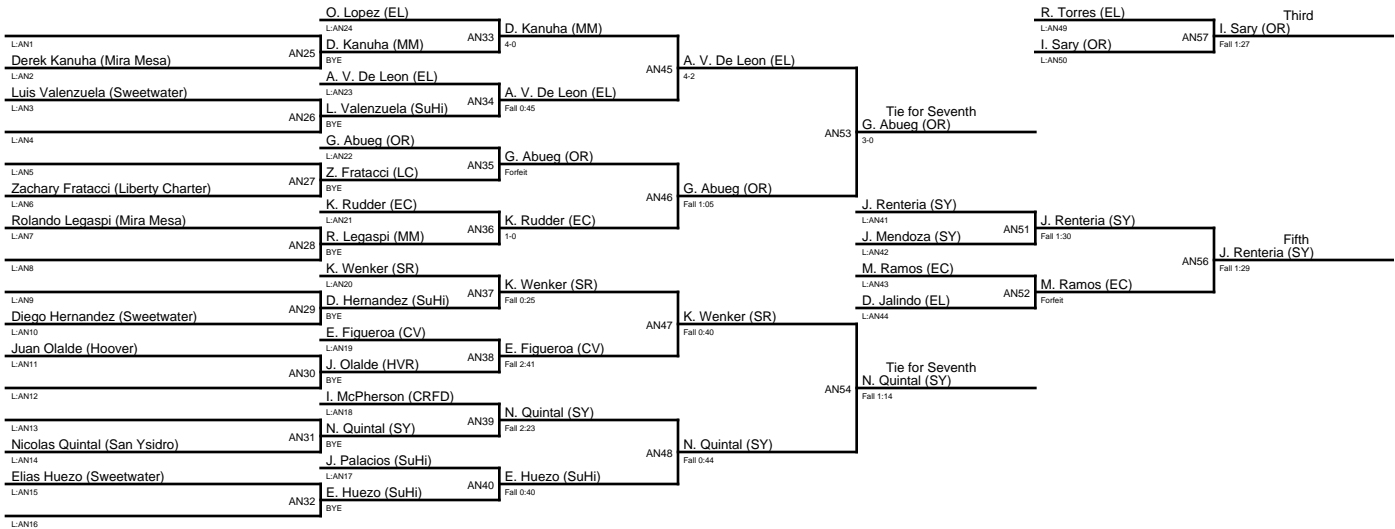 O. Lopez (EL)
L:AN24
AN33
D. Kanuha (MM)
4-0
R. Torres (EL)
L:AN49
AN57
Third
I. Sary (OR)
Fall 1:27
I. Sary (OR)
L:AN50
L:AN1
Derek Kanuha (Mira Mesa)
L:AN2
AN25
D. Kanuha (MM)
BYE
AN45
A. V. De Leon (EL)
4-2
Luis Valenzuela (Sweetwater)
L:AN3
L:AN4
AN26
A. V. De Leon (EL)
L:AN23
AN34
A. V. De Leon (EL)
Fall 0:45
L. Valenzuela (SuHi)
BYE
AN53
Tie for Seventh
G. Abueg (OR)
3-0
G. Abueg (OR)
L:AN22
AN35
G. Abueg (OR)
Forfeit
L:AN5
Zachary Fratacci (Liberty Charter)
L:AN6
AN27
Z. Fratacci (LC)
BYE
AN46
G. Abueg (OR)
Fall 1:05
Rolando Legaspi (Mira Mesa)
L:AN7
L:AN8
AN28
K. Rudder (EC)
L:AN21
AN36
K. Rudder (EC)
1-0
R. Legaspi (MM)
BYE
J. Renteria (SY)
L:AN41
AN51
J. Renteria (SY)
Fall 1:30
J. Mendoza (SY)
L:AN42
AN56
Fifth
J. Renteria (SY)
Fall 1:29
M. Ramos (EC)
L:AN43
AN52
M. Ramos (EC)
Forfeit
D. Jalindo (EL)
L:AN44
K. Wenker (SR)
L:AN20
AN37
K. Wenker (SR)
Fall 0:25
L:AN9
Diego Hernandez (Sweetwater)
L:AN10
AN29
D. Hernandez (SuHi)
BYE
AN47
K. Wenker (SR)
Fall 0:40
Juan Olalde (Hoover)
L:AN11
L:AN12
AN30
E. Figueroa (CV)
L:AN19
AN38
E. Figueroa (CV)
Fall 2:41
J. Olalde (HVR)
BYE
AN54
Tie for Seventh
N. Quintal (SY)
Fall 1:14
I. McPherson (CRFD)
L:AN18
AN39
N. Quintal (SY)
Fall 2:23
L:AN13
Nicolas Quintal (San Ysidro)
L:AN14
AN31
N. Quintal (SY)
BYE
AN48
N. Quintal (SY)
Fall 0:44
Elias Huezo (Sweetwater)
L:AN15
L:AN16
AN32
J. Palacios (SuHi)
L:AN17
AN40
E. Huezo (SuHi)
Fall 0:40
E. Huezo (SuHi)
BYE